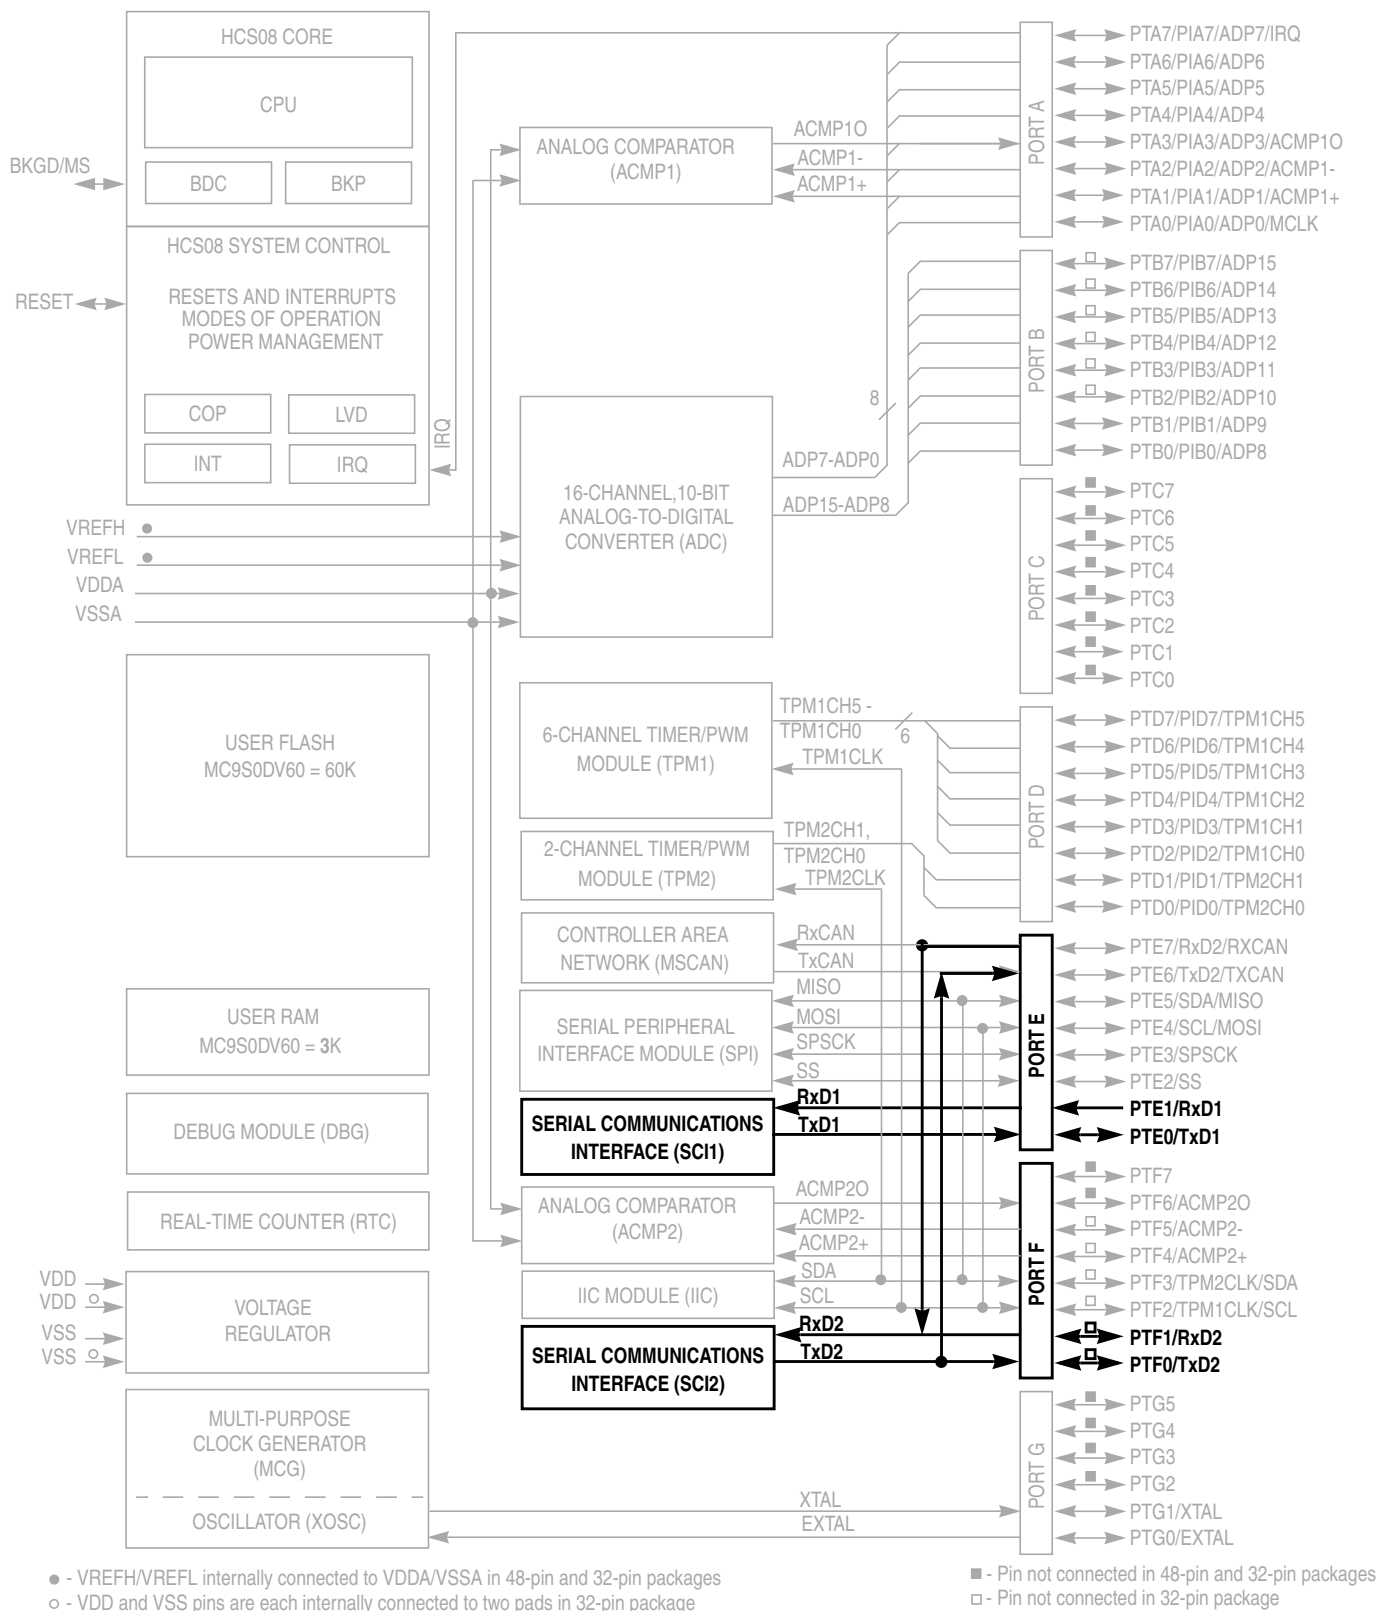 HCS08 CORE
CPU
BDC
BKP
BKGD/MS
HCS08 SYSTEM CONTROL
RESETS AND INTERRUPTS
MODES OF OPERATION
POWER MANAGEMENT
RESET
COP
LVD
INT
IRQ
IRQ
VREFH
VREFL
VDDA
VSSA
USER FLASH
MC9S0DV60 = 60K
USER RAM
MC9S0DV60 = 3K
DEBUG MODULE (DBG)
REAL-TIME COUNTER (RTC)
VDD
VDD
VSS
VSS
VOLTAGE
REGULATOR
MULTI-PURPOSE
CLOCK GENERATOR
(MCG)
OSCILLATOR (XOSC)
ANALOG COMPARATOR
(ACMP1)
ACMP1O
ACMP1-
ACMP1+
16-CHANNEL,10-BIT
ANALOG-TO-DIGITAL
CONVERTER (ADC)
8
ADP7-ADP0
ADP15-ADP8
6-CHANNEL TIMER/PWM
MODULE (TPM1)
TPM1CH5 -
TPM1CH0
6
TPM1CLK
2-CHANNEL TIMER/PWM
MODULE (TPM2)
TPM2CH1,
TPM2CH0
TPM2CLK
CONTROLLER AREA
NETWORK (MSCAN)
RxCAN
TxCAN
SERIAL PERIPHERAL
INTERFACE MODULE (SPI)
MISO
MOSI
SPSCK
SS
SERIAL COMMUNICATIONS
INTERFACE (SCI1)
RxD1
TxD1
ANALOG COMPARATOR
(ACMP2)
ACMP2O
ACMP2-
ACMP2+
IIC MODULE (IIC)
SDA
SCL
SERIAL COMMUNICATIONS
INTERFACE (SCI2)
RxD2
TxD2
XTAL
EXTAL
PORT A
PTA7/PIA7/ADP7/IRQ
PTA6/PIA6/ADP6
PTA5/PIA5/ADP5
PTA4/PIA4/ADP4
PTA3/PIA3/ADP3/ACMP1O
PTA2/PIA2/ADP2/ACMP1-
PTA1/PIA1/ADP1/ACMP1+
PTA0/PIA0/ADP0/MCLK
PORT B
PTB7/PIB7/ADP15
PTB6/PIB6/ADP14
PTB5/PIB5/ADP13
PTB4/PIB4/ADP12
PTB3/PIB3/ADP11
PTB2/PIB2/ADP10
PTB1/PIB1/ADP9
PTB0/PIB0/ADP8
PORT C
PTC7
PTC6
PTC5
PTC4
PTC3
PTC2
PTC1
PTC0
PORT D
PTD7/PID7/TPM1CH5
PTD6/PID6/TPM1CH4
PTD5/PID5/TPM1CH3
PTD4/PID4/TPM1CH2
PTD3/PID3/TPM1CH1
PTD2/PID2/TPM1CH0
PTD1/PID1/TPM2CH1
PTD0/PID0/TPM2CH0
PORT E
PTE7/RxD2/RXCAN
PTE6/TxD2/TXCAN
PTE5/SDA/MISO
PTE4/SCL/MOSI
PTE3/SPSCK
PTE2/SS
PTE1/RxD1
PTE0/TxD1
PORT F
PTF7
PTF6/ACMP2O
PTF5/ACMP2-
PTF4/ACMP2+
PTF3/TPM2CLK/SDA
PTF2/TPM1CLK/SCL
PTF1/RxD2
PTF0/TxD2
PORT G
PTG5
PTG4
PTG3
PTG2
PTG1/XTAL
PTG0/EXTAL
● - VREFH/VREFL internally connected to VDDA/VSSA in 48-pin and 32-pin packages
○ - VDD and VSS pins are each internally connected to two pads in 32-pin package
■ - Pin not connected in 48-pin and 32-pin packages
□ - Pin not connected in 32-pin package